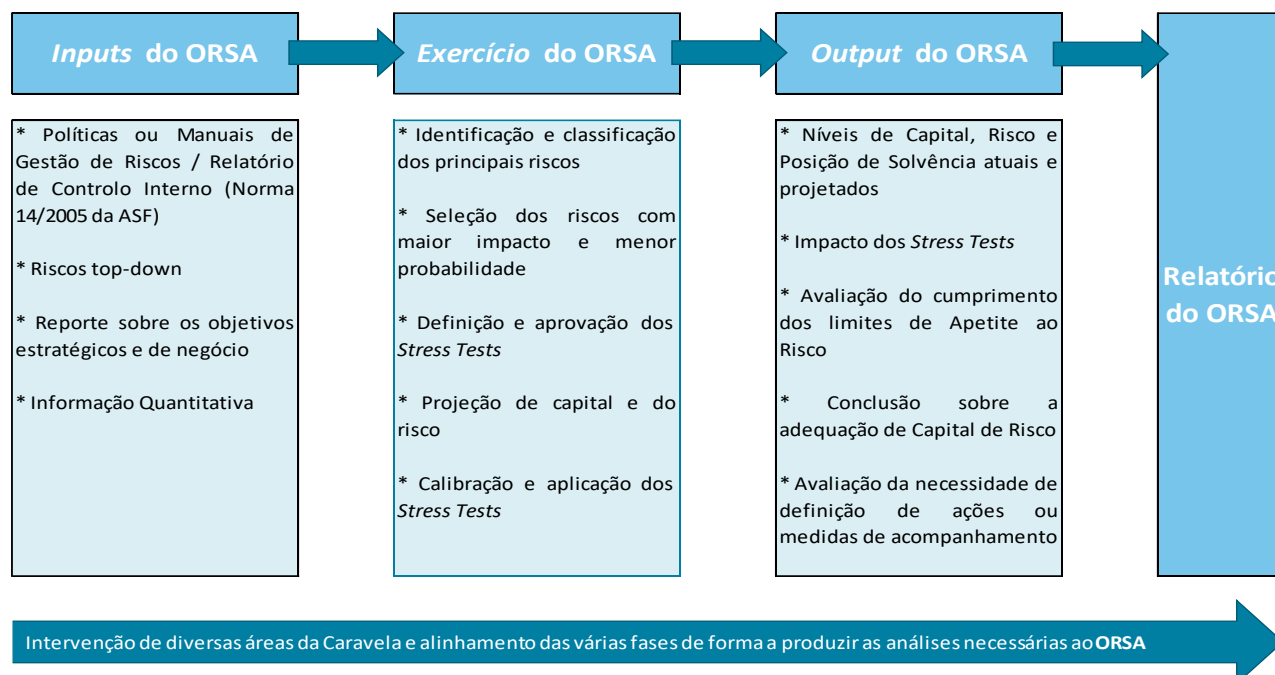 Inputs do ORSA
Exercício do ORSA
Output do ORSA
* Políticas ou Manuais de
Gestão de Riscos / Relatório
de Controlo Interno (Norma
14/2005 da ASF)
* Riscos top-down
* Reporte sobre os objetivos
estratégicos e de negócio
* Informação Quantitativa
* Identificação e classificação
dos principais riscos
* Seleção dos riscos com
maior impacto e menor
probabilidade
* Definição e aprovação dos
Stress Tests
* Projeção de capital e do
risco
* Calibração e aplicação dos
Stress Tests
* Níveis de Capital, Risco e
Posição de Solvência atuais e
projetados
* Impacto dos Stress Tests
* Avaliação do cumprimento
dos limites de Apetite ao
Risco
* Conclusão sobre a
adequação de Capital de Risco
* Avaliação da necessidade de
definição de ações ou
medidas de acompanhamento
Relatório
do ORSA
Intervenção de diversas áreas da Caravela e alinhamento das várias fases de forma a produzir as análises necessárias ao ORSA